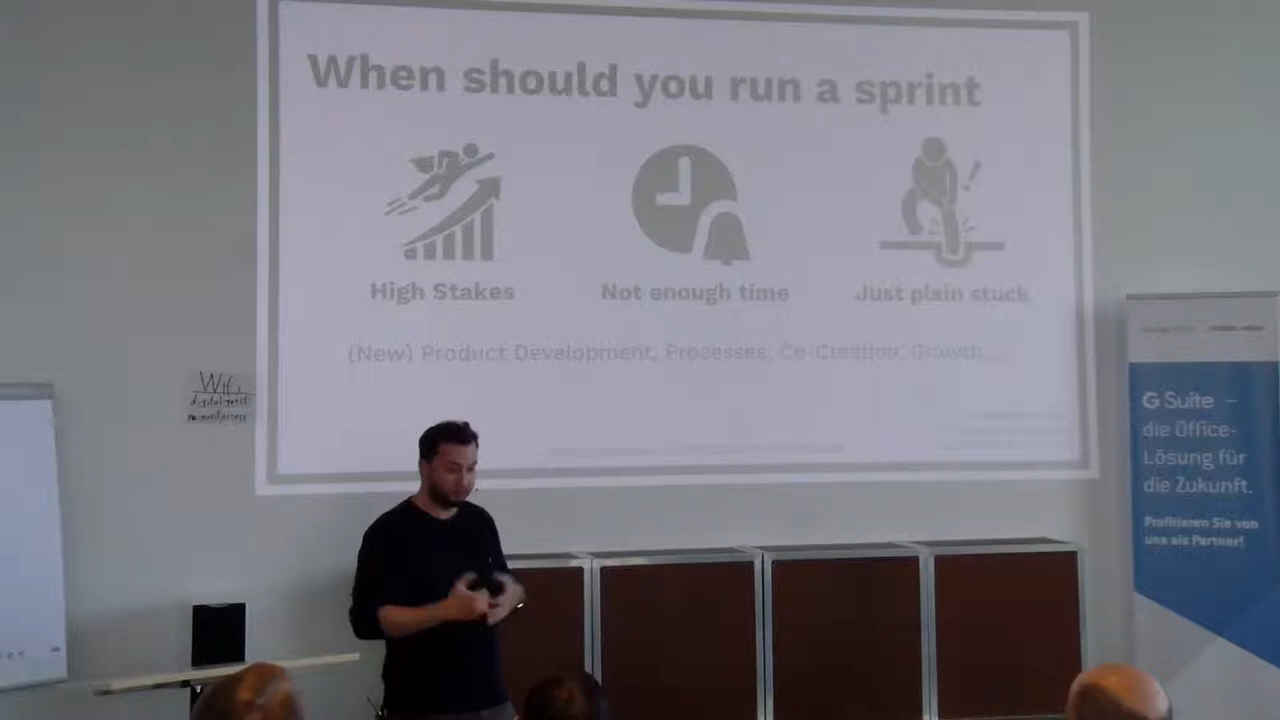 When should you run a sprint
High Stakes
Not enough time
Just plain stuck
(New) Product Development, Processes, Co-Creation, Growth...
Wifi
G Suite –
die Office-
Lösung für
die Zukunft.
Profitieren Sie von
uns als Partner!